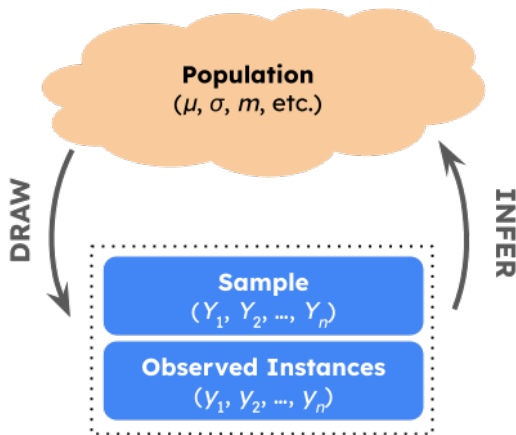 Population
(μ, σ, m, etc.)
DRAW
INFER
Sample
(Y₁, Y₂, ..., Yₙ)
Observed Instances
(y₁, y₂, ..., yₙ)